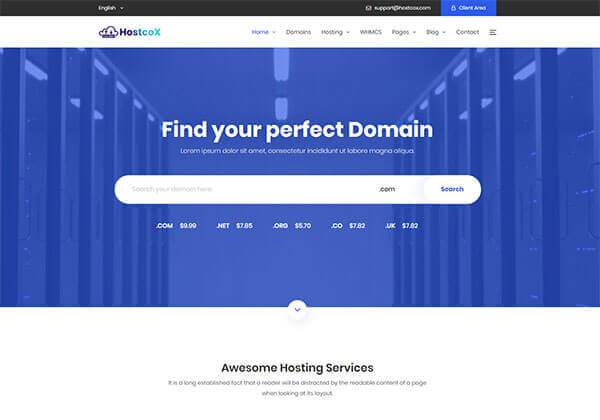 English
support@hostcox.com
Client Area
HostcoX
Home Domains Hosting WHMCS Pages Blog Contact
Find your perfect Domain
Lorem ipsum dolor sit amet, consectetur incididunt ut labore magna aliqua.
Search your domain here
.com
Search
.COM $9.99 .NET $7.85 .ORG $5.70 .CO $7.82 .UK $7.82
Awesome Hosting Services
It is a long established fact that a reader will be distracted by the readable content of a page
when looking at its layout.